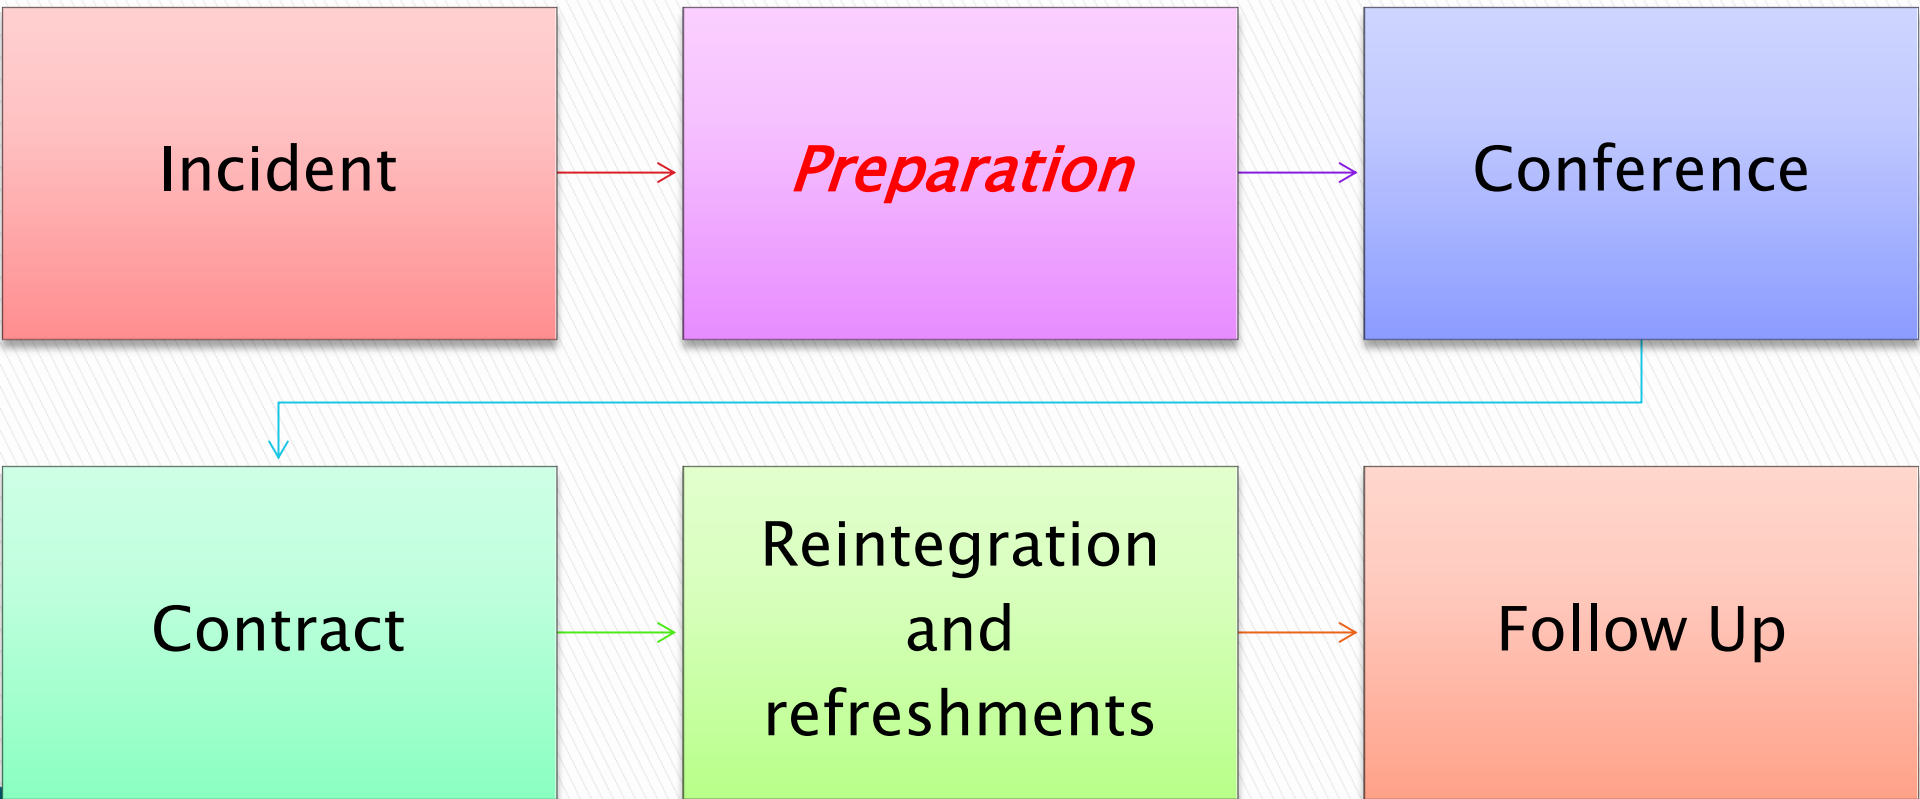 Incident
Preparation
Conference
Contract
Reintegration
and
refreshments
Follow Up